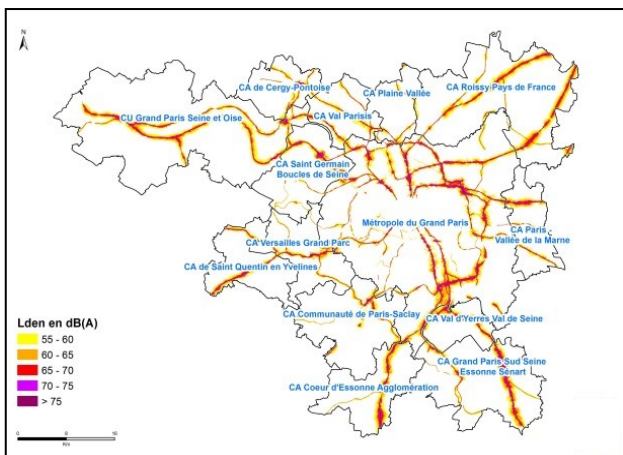 N
CA de Cergy-Pontoise
CA Plaine Vallée
CA Roissy Pays de France
CU Grand Paris Seine et Oise
CA Val Parisis
CA Saint Germain
Boucles de Seine
Métropole du Grand Paris
CA Paris
Vallée de la Marne
CA Versailles Grand Parc
CA de Saint Quentin en Yvelines
CA Communauté de Paris-Saclay
CA Val d'Yerres Val de Seine
CA Grand Paris Sud Seine
Essonne Sénart
CA Coeur d'Essonne Agglomération
Lden en dB(A)
55 - 60
60 - 65
65 - 70
70 - 75
> 75